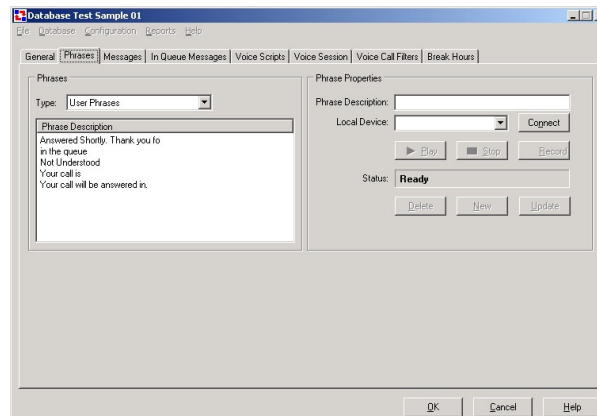 Database Test Sample 01
File Database Configuration Reports Help
General Phrases Messages In Queue Messages Voice Scripts Voice Session Voice Call Filters Break Hours
Phrases
Type: User Phrases
Phrase Description
Answered Shortly. Thank you fo
in the queue
Not Understood
Your call is
Your call will be answered in.
Phrase Properties
Phrase Description:
Local Device: Connect
Play Stop Record
Status: Ready
Delete New Update
OK Cancel Help